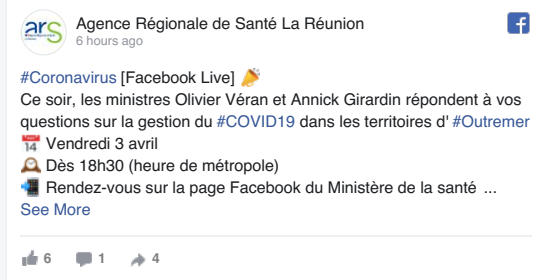 ars
Agence Régionale de Santé La Réunion
6 hours ago
#Coronavirus [Facebook Live] 🎉
Ce soir, les ministres Olivier Véran et Annick Girardin répondent à vos
questions sur la gestion du #COVID19 dans les territoires d' #Outremer
📅 Vendredi 3 avril
🕰 Dès 18h30 (heure de métropole)
📲 Rendez-vous sur la page Facebook du Ministère de la santé ...
See More
6 1 4